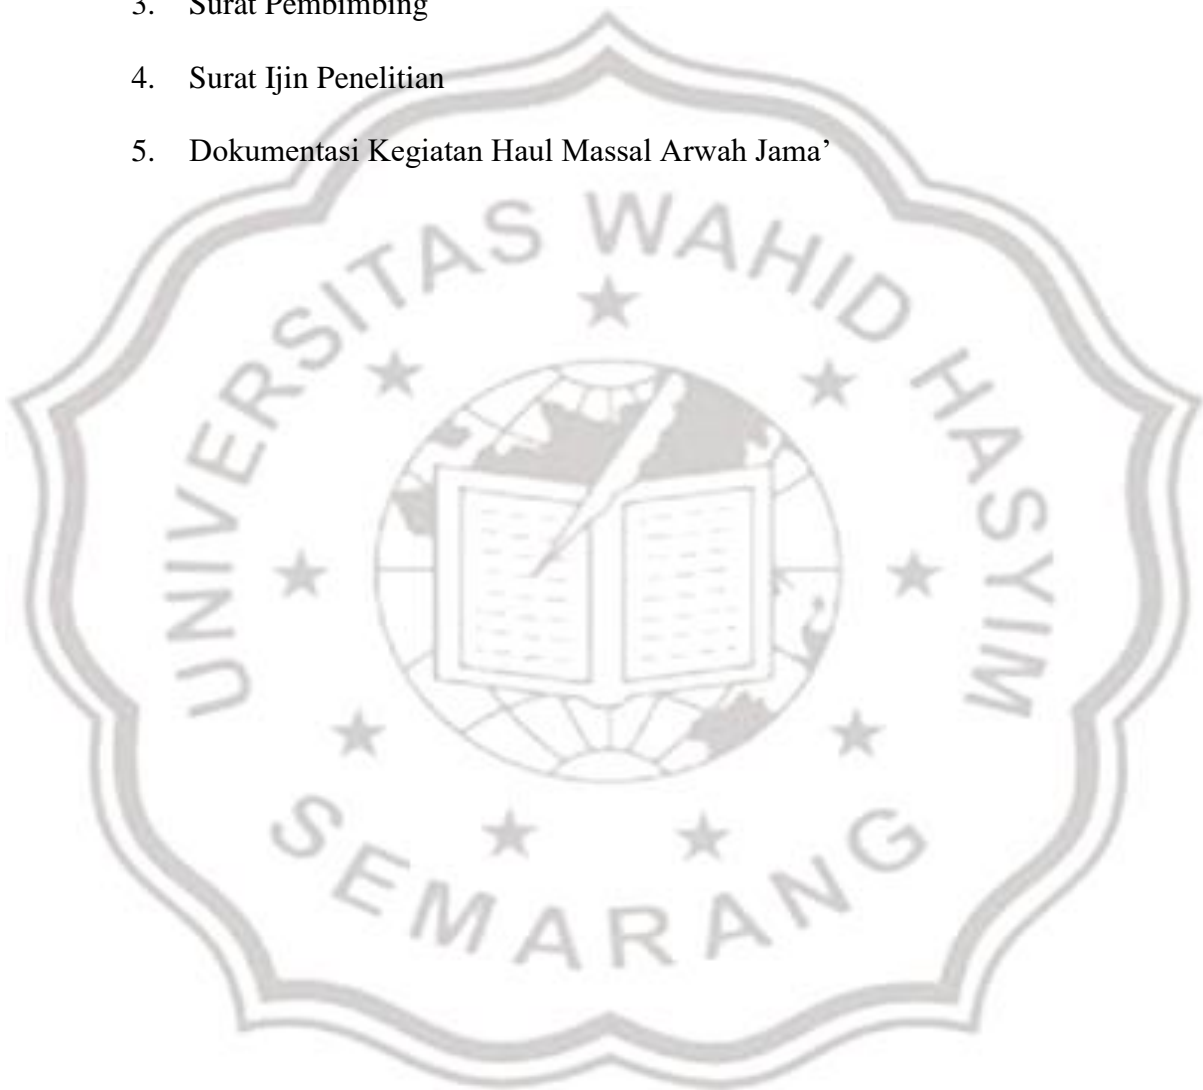 3. Surat Pembimbing
4. Surat Ijin Penelitian
5. Dokumentasi Kegiatan Haul Massal Arwah Jama’
UNIVERSITAS WAHID HASYIM
SEMARANG